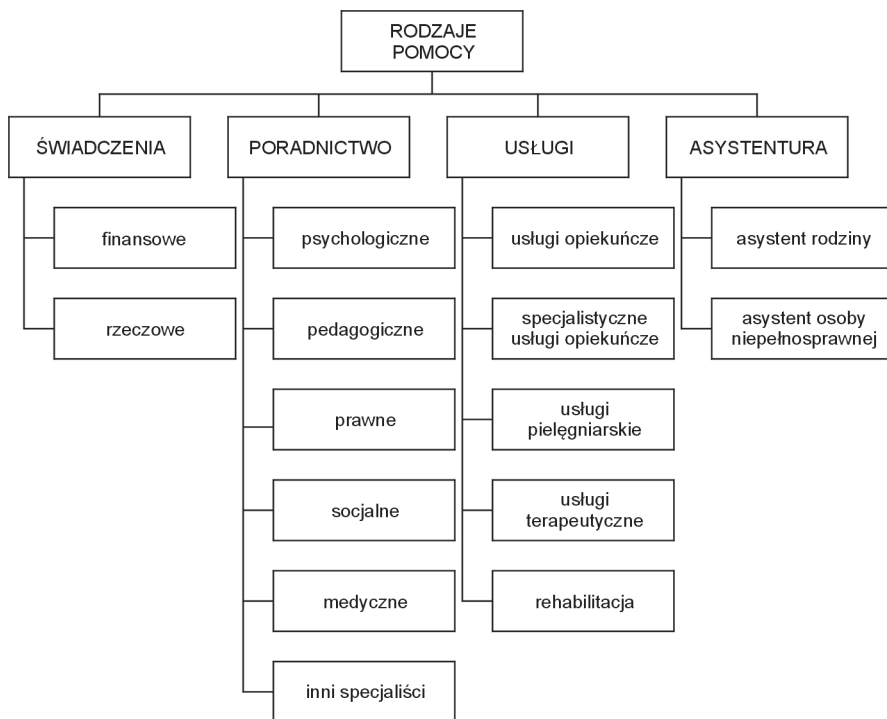 RODZAJE
POMOCY
ŚWIADCZENIA
PORADNICTWO
USŁUGI
ASYSTENTURA
finansowe
rzeczowe
psychologiczne
pedagogiczne
prawne
socjalne
medyczne
inni specjaliści
usługi opiekuńcze
specjalistyczne
usługi opiekuńcze
usługi
pielęgniarskie
usługi
terapeutyczne
rehabilitacja
asystent rodziny
asystent osoby
niepełnosprawnej